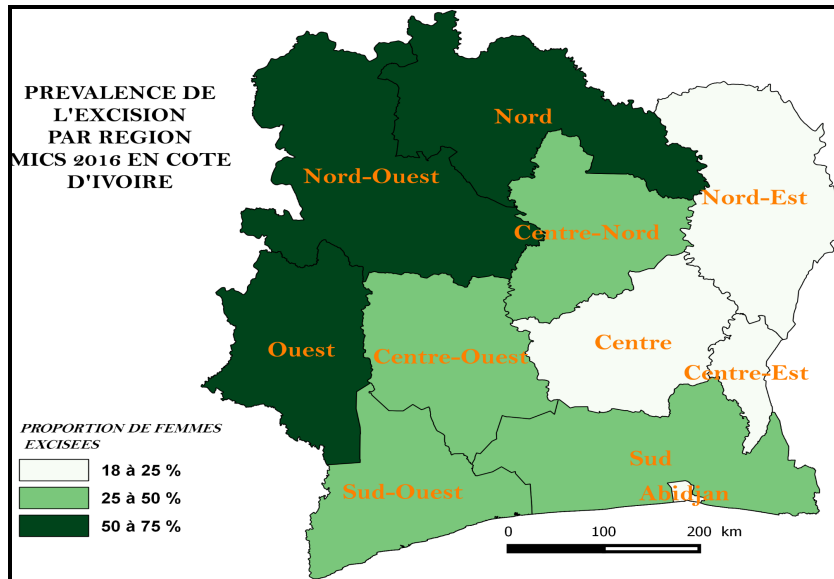 PREVALENCE DE
L'EXCISION
PAR REGION
MICS 2016 EN COTE
D'IVOIRE
Nord
Nord-Ouest
Nord-Est
Centre-Nord
Ouest
Centre-Ouest
Centre
Centre-Est
Sud
Sud-Ouest
Abidjan
PROPORTION DE FEMMES
EXCISEES
18 à 25 %
25 à 50 %
50 à 75 %
0 100 200 km